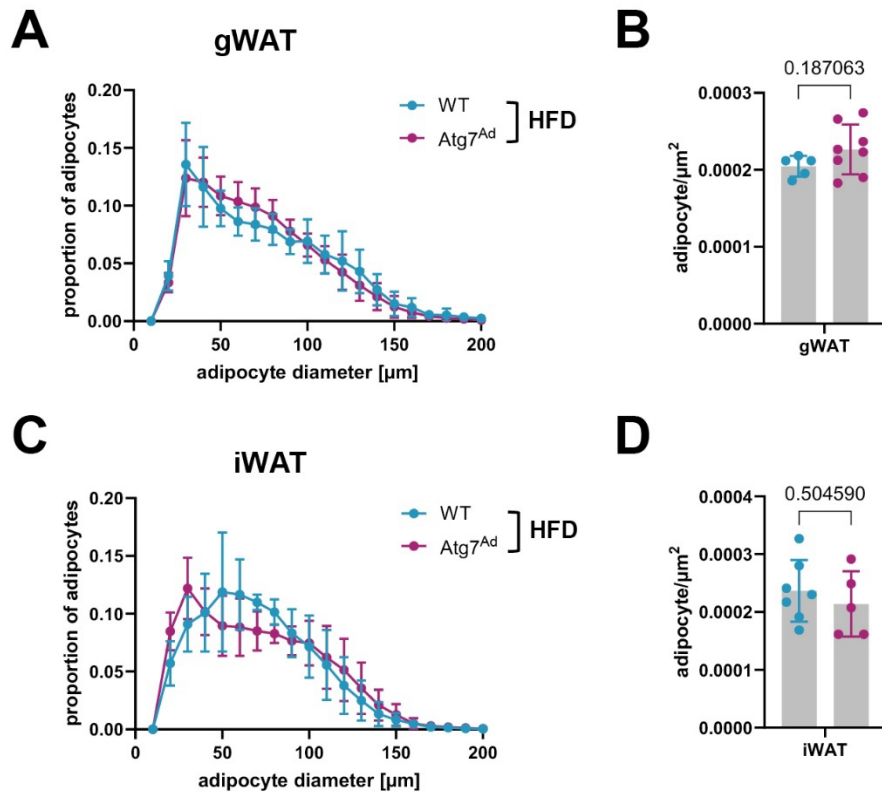 A
gWAT
0.20
0.15
0.10
0.05
0.00
proportion of adipocytes
0 50 100 150 200
adipocyte diameter [µm]
WT
Atg7Ad
HFD
B
0.187063
0.0003
0.0002
0.0001
0.0000
adipocyte/µm²
gWAT
C
iWAT
0.20
0.15
0.10
0.05
0.00
proportion of adipocytes
0 50 100 150 200
adipocyte diameter [µm]
WT
Atg7Ad
HFD
D
0.504590
0.0004
0.0003
0.0002
0.0001
0.0000
adipocyte/µm²
iWAT